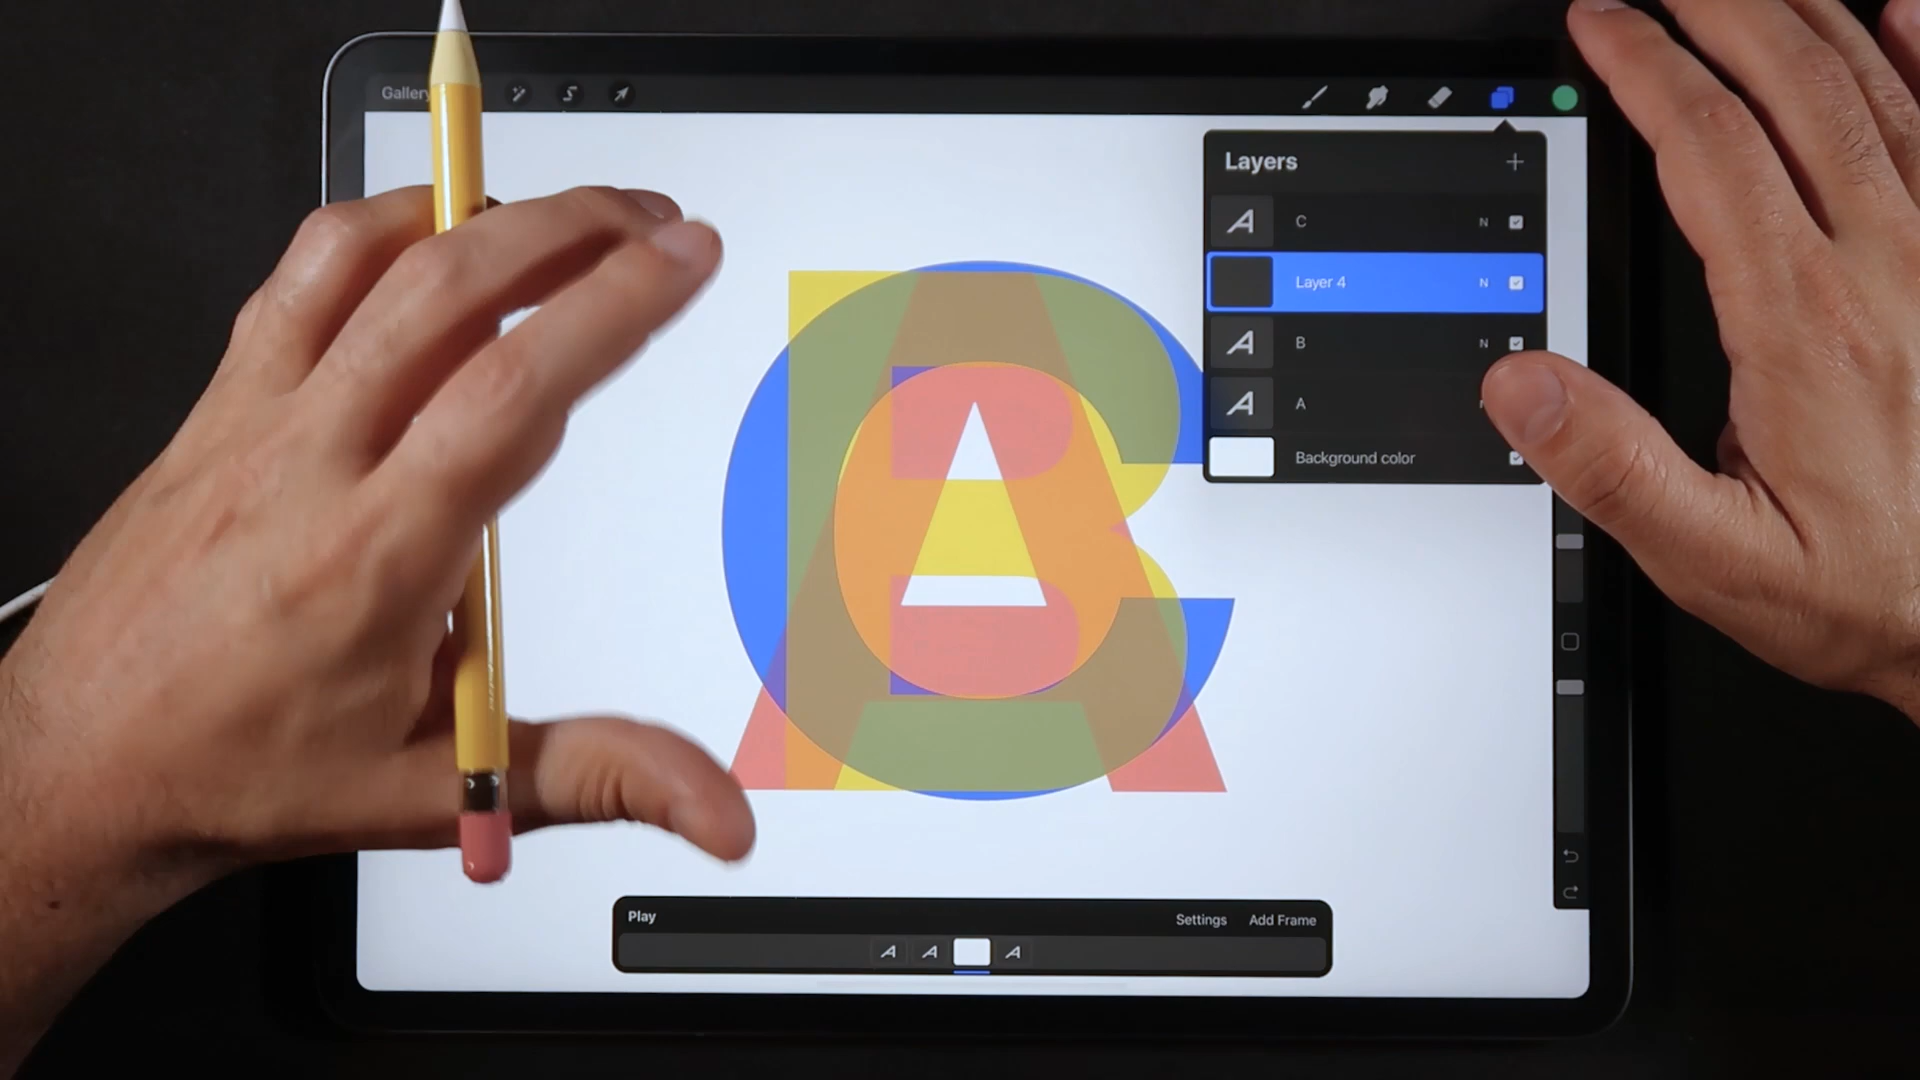 Gallery
Layers
A C N
Layer 4 N
A B N
A A
Background color
C
B
A
Play
Settings Add Frame
A A A